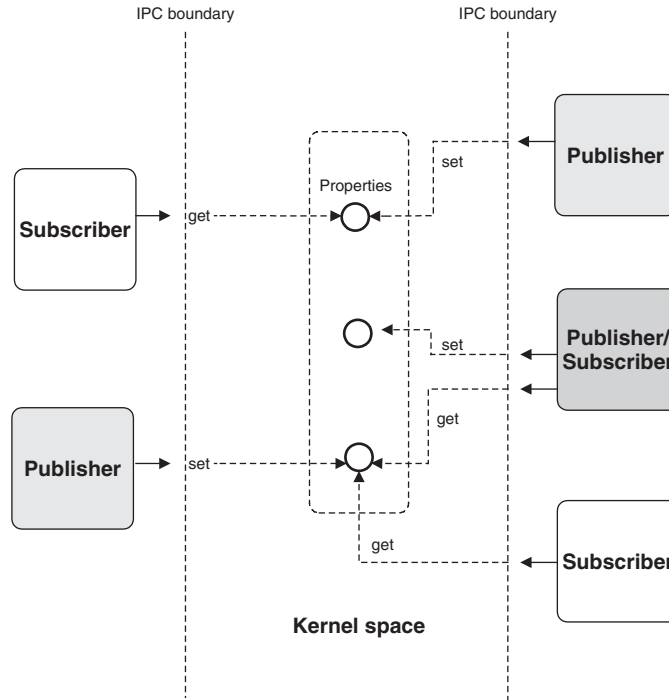 IPC boundary
IPC boundary
Publisher
set
Properties
Subscriber
get
Publisher/
Subscriber
set
get
Publisher
set
get
Subscriber
Kernel space